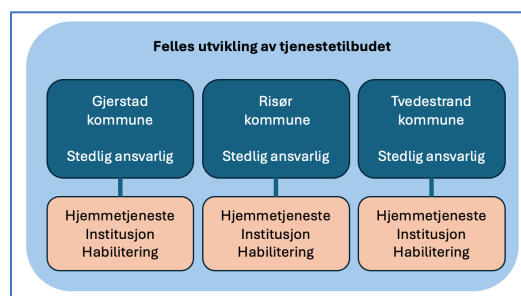 Felles utvikling av tjenestetilbudet
Gjerstad
kommune
Stedlig ansvarlig
Risør
kommune
Stedlig ansvarlig
Tvedestrand
kommune
Stedlig ansvarlig
Hjemmetjeneste
Institusjon
Habilitering
Hjemmetjeneste
Institusjon
Habilitering
Hjemmetjeneste
Institusjon
Habilitering